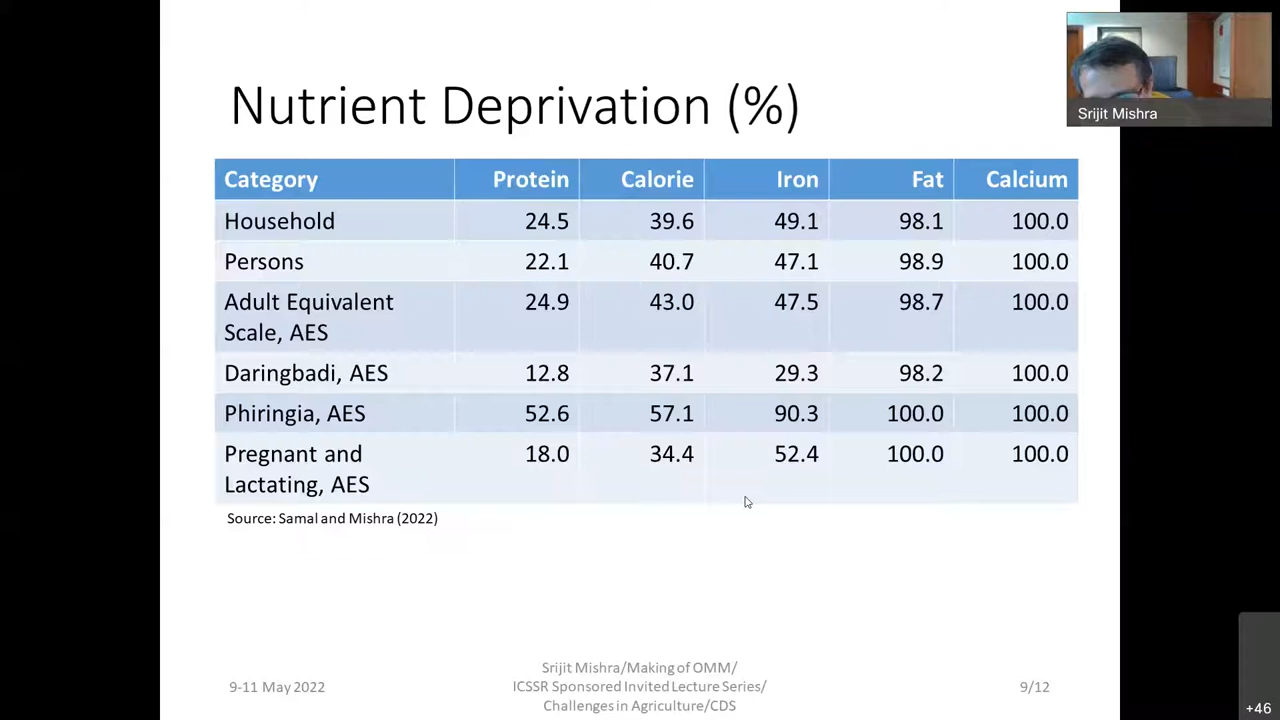 Srijit Mishra
Nutrient Deprivation (%)
Category Protein Calorie Iron Fat Calcium
Household 24.5 39.6 49.1 98.1 100.0
Persons 22.1 40.7 47.1 98.9 100.0
Adult Equivalent 24.9 43.0 47.5 98.7 100.0
Scale, AES
Daringbadi, AES 12.8 37.1 29.3 98.2 100.0
Phiringia, AES 52.6 57.1 90.3 100.0 100.0
Pregnant and 18.0 34.4 52.4 100.0 100.0
Lactating, AES
Source: Samal and Mishra (2022)
9-11 May 2022
Srijit Mishra/Making of OMM/
ICSSR Sponsored Invited Lecture Series/
Challenges in Agriculture/CDS
9/12
+46